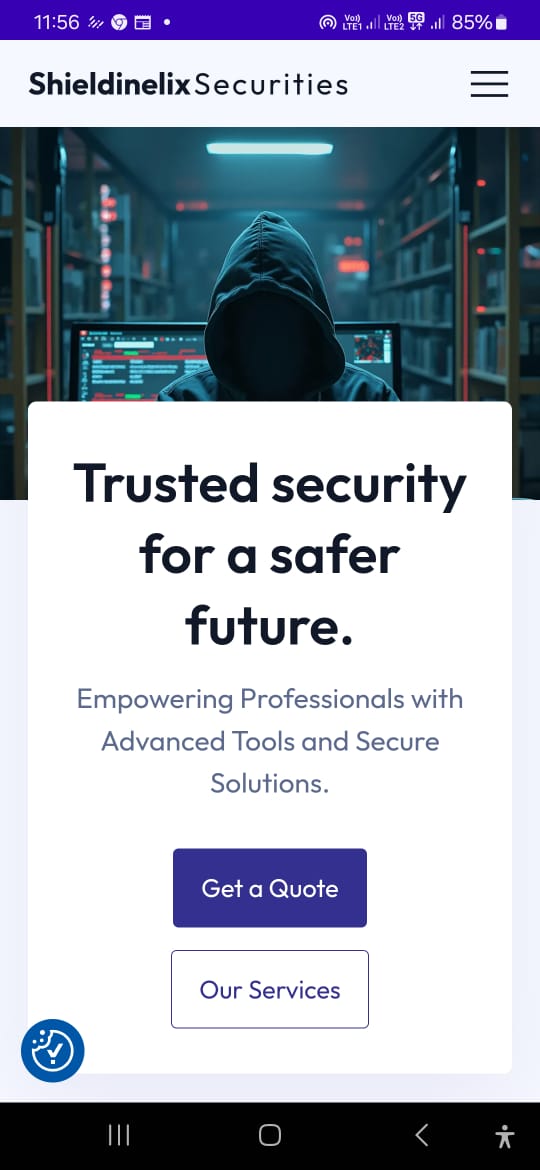 11:56
Vo)) LTE1 Vo)) LTE2 5G 85%
Shieldinelix Securities
Trusted security
for a safer
future.
Empowering Professionals with
Advanced Tools and Secure
Solutions.
Get a Quote
Our Services